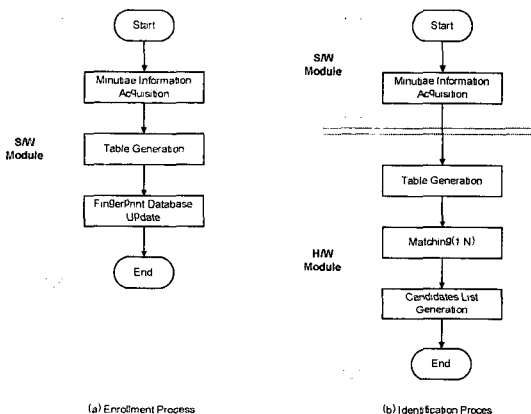 Start
Minutiae Information
Acquisition
S/W
Module
Table Generation
FingerPrint Database
UPdate
End
(a) Enrollment Process
Start
S/W
Module
Minutiae Information
Acquisition
Table Generation
Matching(1 N)
H/W
Module
Candidates List
Generation
End
(b) Identification Proces